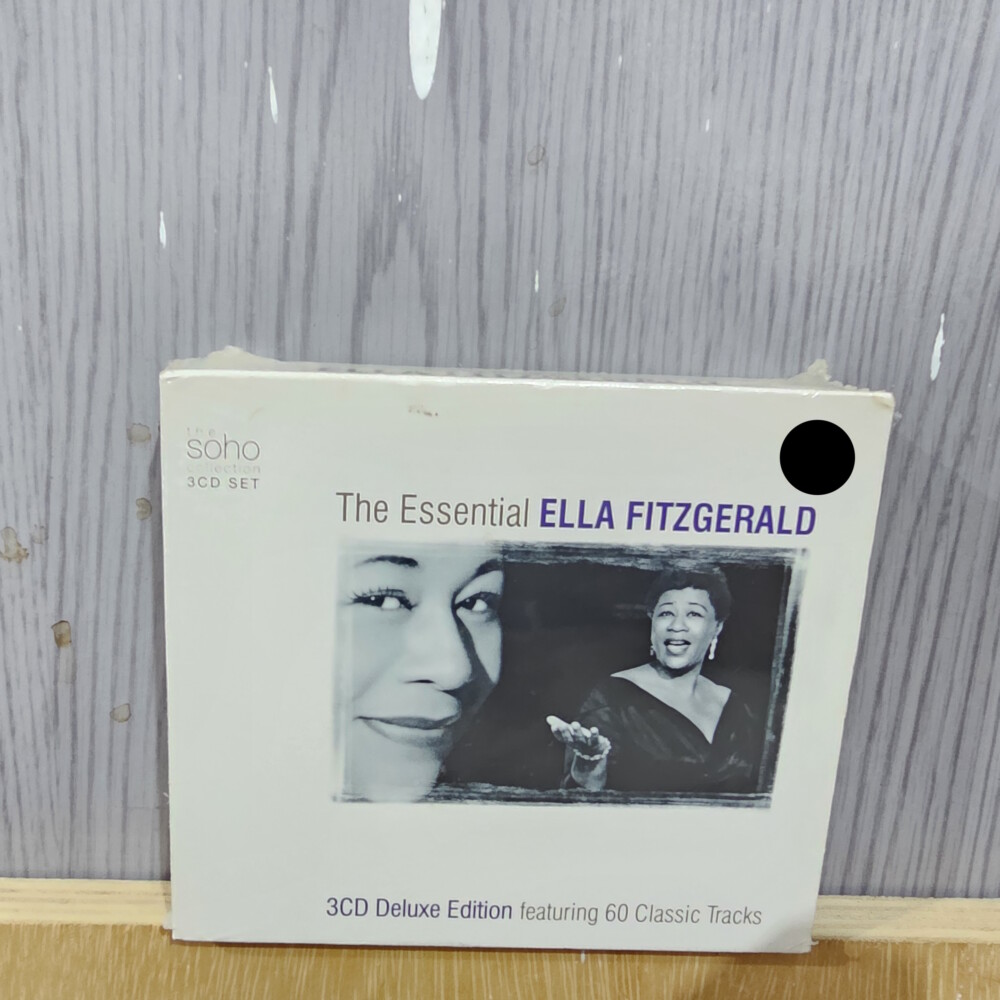 the
soho
collection
3CD SET
The Essential ELLA FITZGERALD
3CD Deluxe Edition featuring 60 Classic Tracks